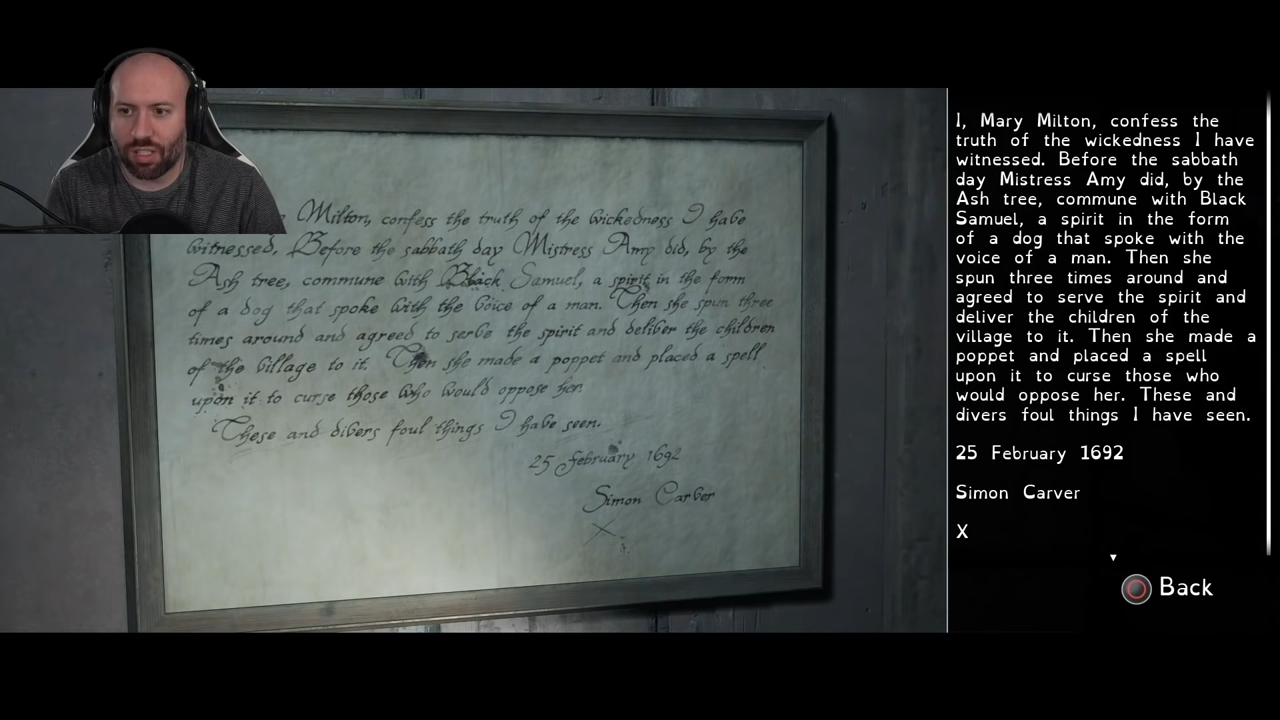 Milton, confess the truth of the wickedness I have
witnessed. Before the sabbath day Mistress Amy did, by the
Ash tree, commune with Black Samuel, a spirit in the form
of a dog that spoke with the voice of a man. Then she spun three
times around and agreed to serve the spirit and deliver the children
of the village to it. Then she made a poppet and placed a spell
upon it to curse those who would oppose her.
These and divers foul things I have seen.
25 February 1692
Simon Carver
X
I, Mary Milton, confess the
truth of the wickedness I have
witnessed. Before the sabbath
day Mistress Amy did, by the
Ash tree, commune with Black
Samuel, a spirit in the form
of a dog that spoke with the
voice of a man. Then she
spun three times around and
agreed to serve the spirit and
deliver the children of the
village to it. Then she made a
poppet and placed a spell
upon it to curse those who
would oppose her. These and
divers foul things I have seen.
25 February 1692
Simon Carver
X
Back